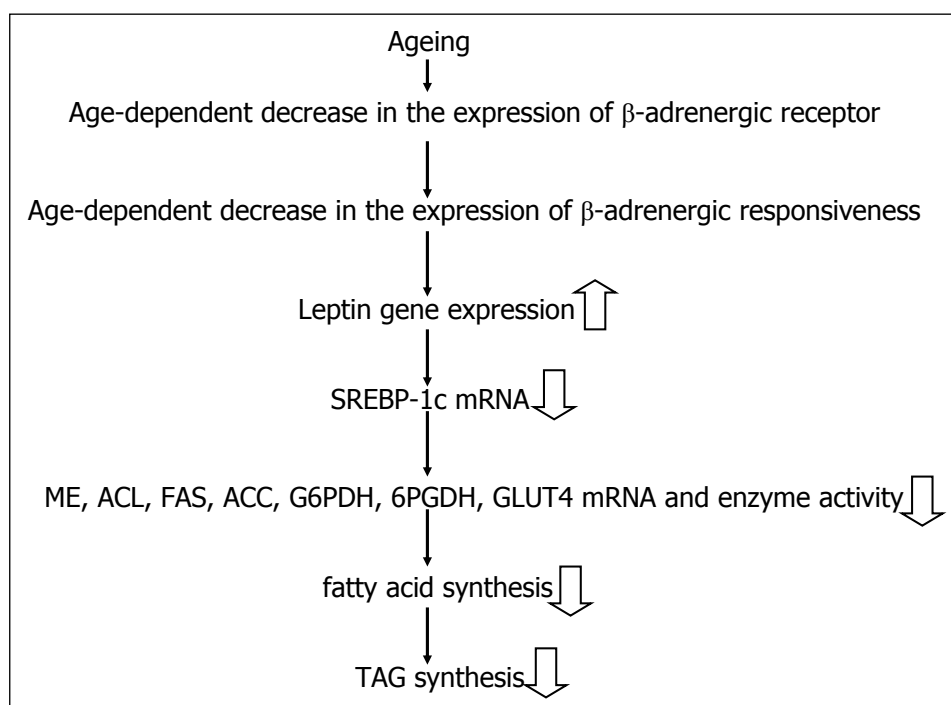 Ageing
Age-dependent decrease in the expression of β-adrenergic receptor
Age-dependent decrease in the expression of β-adrenergic responsiveness
Leptin gene expression
SREBP-1c mRNA
ME, ACL, FAS, ACC, G6PDH, 6PGDH, GLUT4 mRNA and enzyme activity
fatty acid synthesis
TAG synthesis